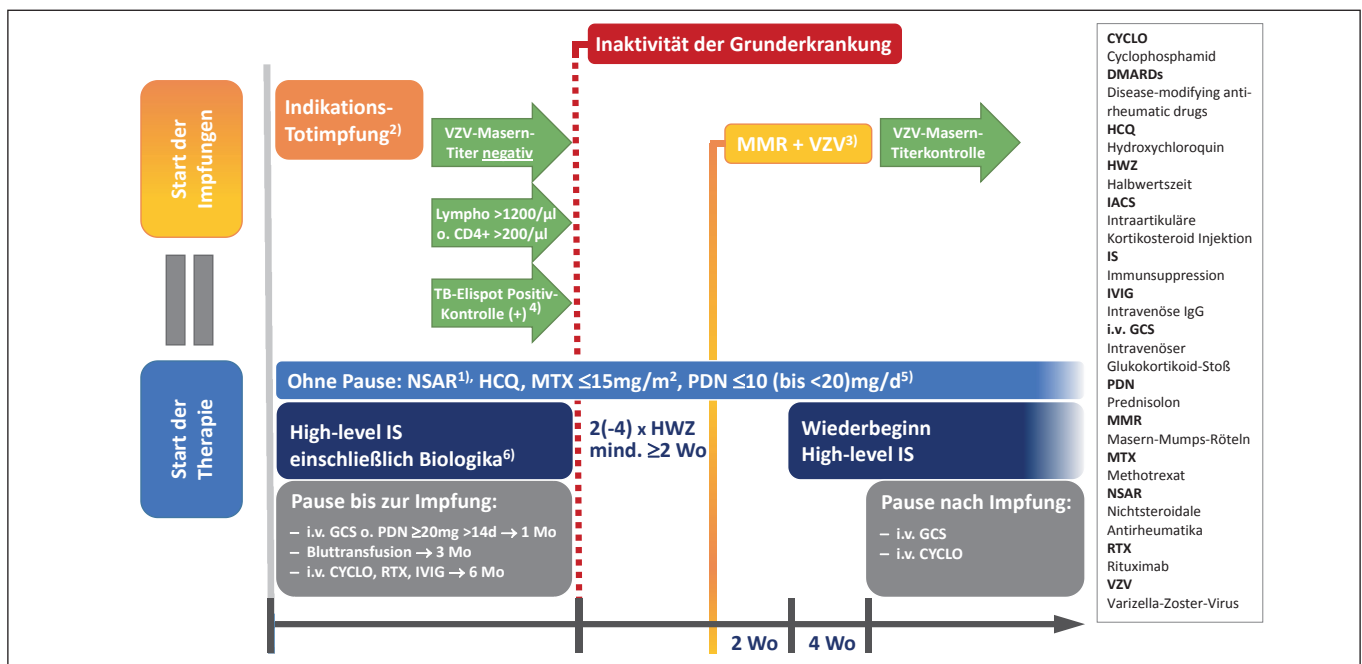 Inaktivität der Grunderkrankung
Start der
Impfungen
Indikations-
Totimpfung2)
VZV-Masern-
Titer negativ
Lympho >1200/µl
o. CD4+ >200/µl
TB-Elispot Positiv-
Kontrolle (+) 4)
MMR + VZV3)
VZV-Masern-
Titerkontrolle
Start der
Therapie
Ohne Pause: NSAR1), HCQ, MTX ≤15mg/m2, PDN ≤10 (bis <20)mg/d5)
High-level IS
einschließlich Biologika6)
2(-4) x HWZ
mind. ≥2 Wo
Wiederbeginn
High-level IS
Pause bis zur Impfung:
– i.v. GCS o. PDN ≥20mg >14d → 1 Mo
– Bluttransfusion → 3 Mo
– i.v. CYCLO, RTX, IVIG → 6 Mo
Pause nach Impfung:
– i.v. GCS
– i.v. CYCLO
2 Wo
4 Wo
CYCLO
Cyclophosphamid
DMARDs
Disease-modifying anti-
rheumatic drugs
HCQ
Hydroxychloroquin
HWZ
Halbwertszeit
IACS
Intraartikuläre
Kortikosteroid Injektion
IS
Immunsuppression
IVIG
Intravenöse IgG
i.v. GCS
Intravenöser
Glukokortikoid-Stoß
PDN
Prednisolon
MMR
Masern-Mumps-Röteln
MTX
Methotrexat
NSAR
Nichtsteroidale
Antirheumatika
RTX
Rituximab
VZV
Varizella-Zoster-Virus